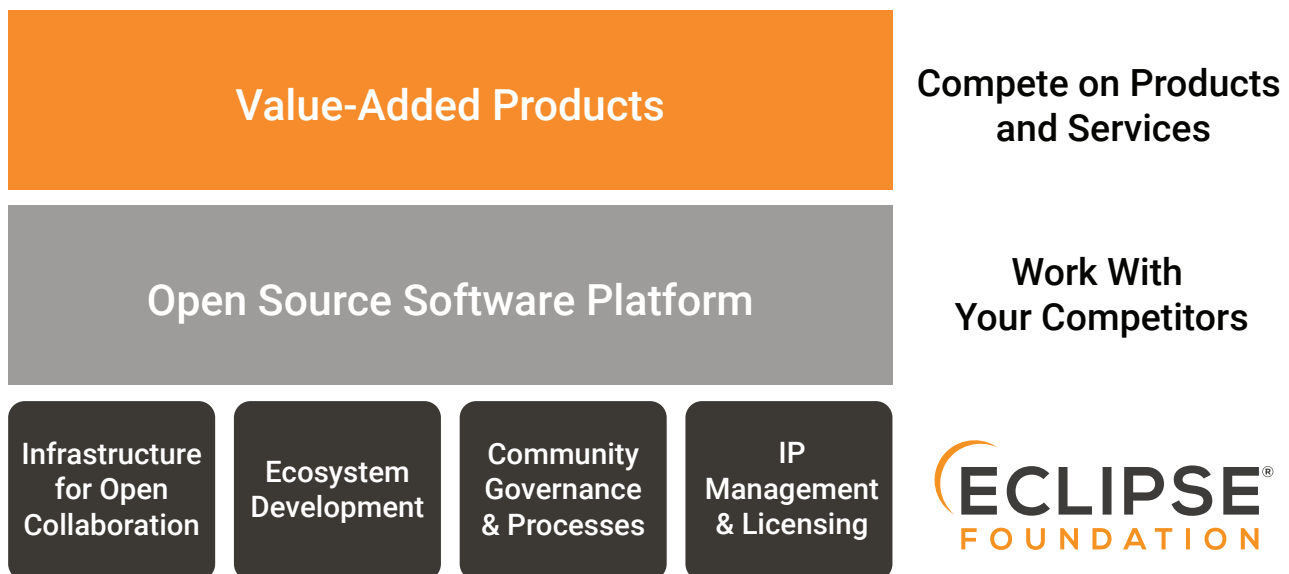 Value-Added Products
Compete on Products
and Services
Open Source Software Platform
Work With
Your Competitors
Infrastructure
for Open
Collaboration
Ecosystem
Development
Community
Governance
& Processes
IP
Management
& Licensing
ECLIPSE®
FOUNDATION